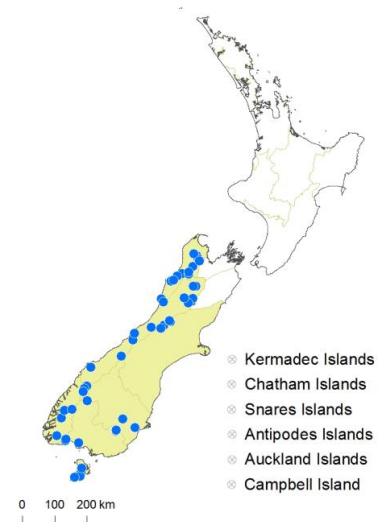 Kermadec Islands
Chatham Islands
Snares Islands
Antipodes Islands
Auckland Islands
Campbell Island
0 100 200 km